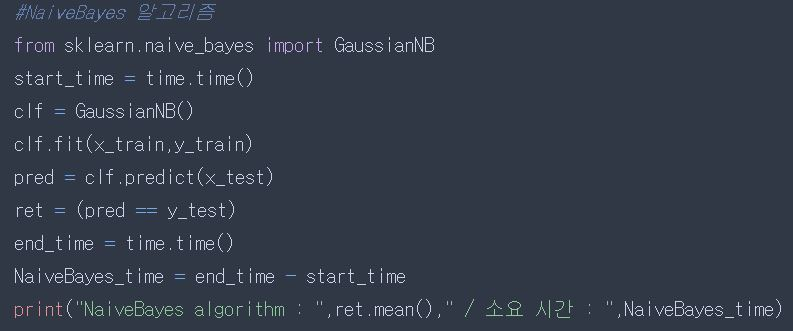 #NaiveBayes 알고리즘
from sklearn.naive_bayes import GaussianNB
start_time = time.time()
clf = GaussianNB()
clf.fit(x_train,y_train)
pred = clf.predict(x_test)
ret = (pred == y_test)
end_time = time.time()
NaiveBayes_time = end_time - start_time
print("NaiveBayes algorithm : ",ret.mean()," / 소요 시간 : ",NaiveBayes_time)